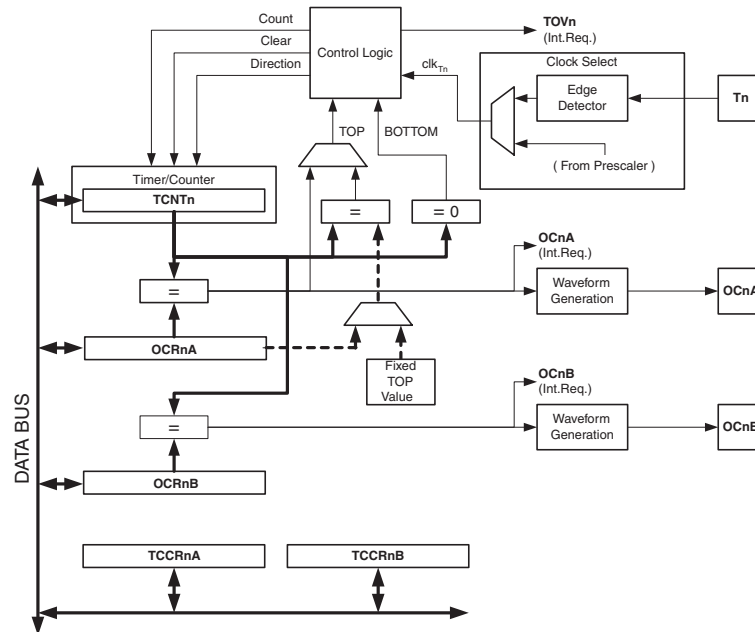 Count
Clear
Direction
Control Logic
TOVn
(Int.Req.)
clkTn
Clock Select
Edge
Detector
Tn
( From Prescaler )
TOP
BOTTOM
Timer/Counter
TCNTn
=
= 0
OCnA
(Int.Req.)
=
Waveform
Generation
OCnA
OCRnA
Fixed
TOP
Value
OCnB
(Int.Req.)
=
Waveform
Generation
OCnB
OCRnB
DATA BUS
TCCRnA
TCCRnB